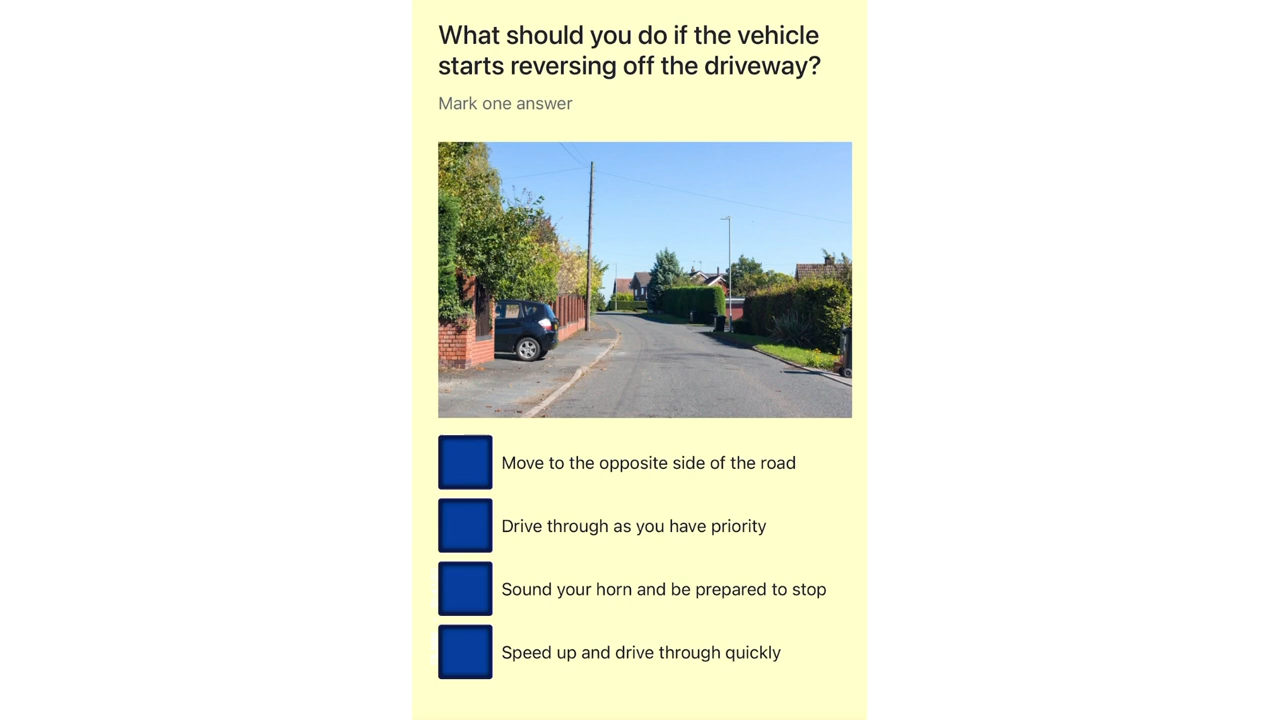 What should you do if the vehicle
starts reversing off the driveway?
Mark one answer
Move to the opposite side of the road
Drive through as you have priority
Sound your horn and be prepared to stop
Speed up and drive through quickly